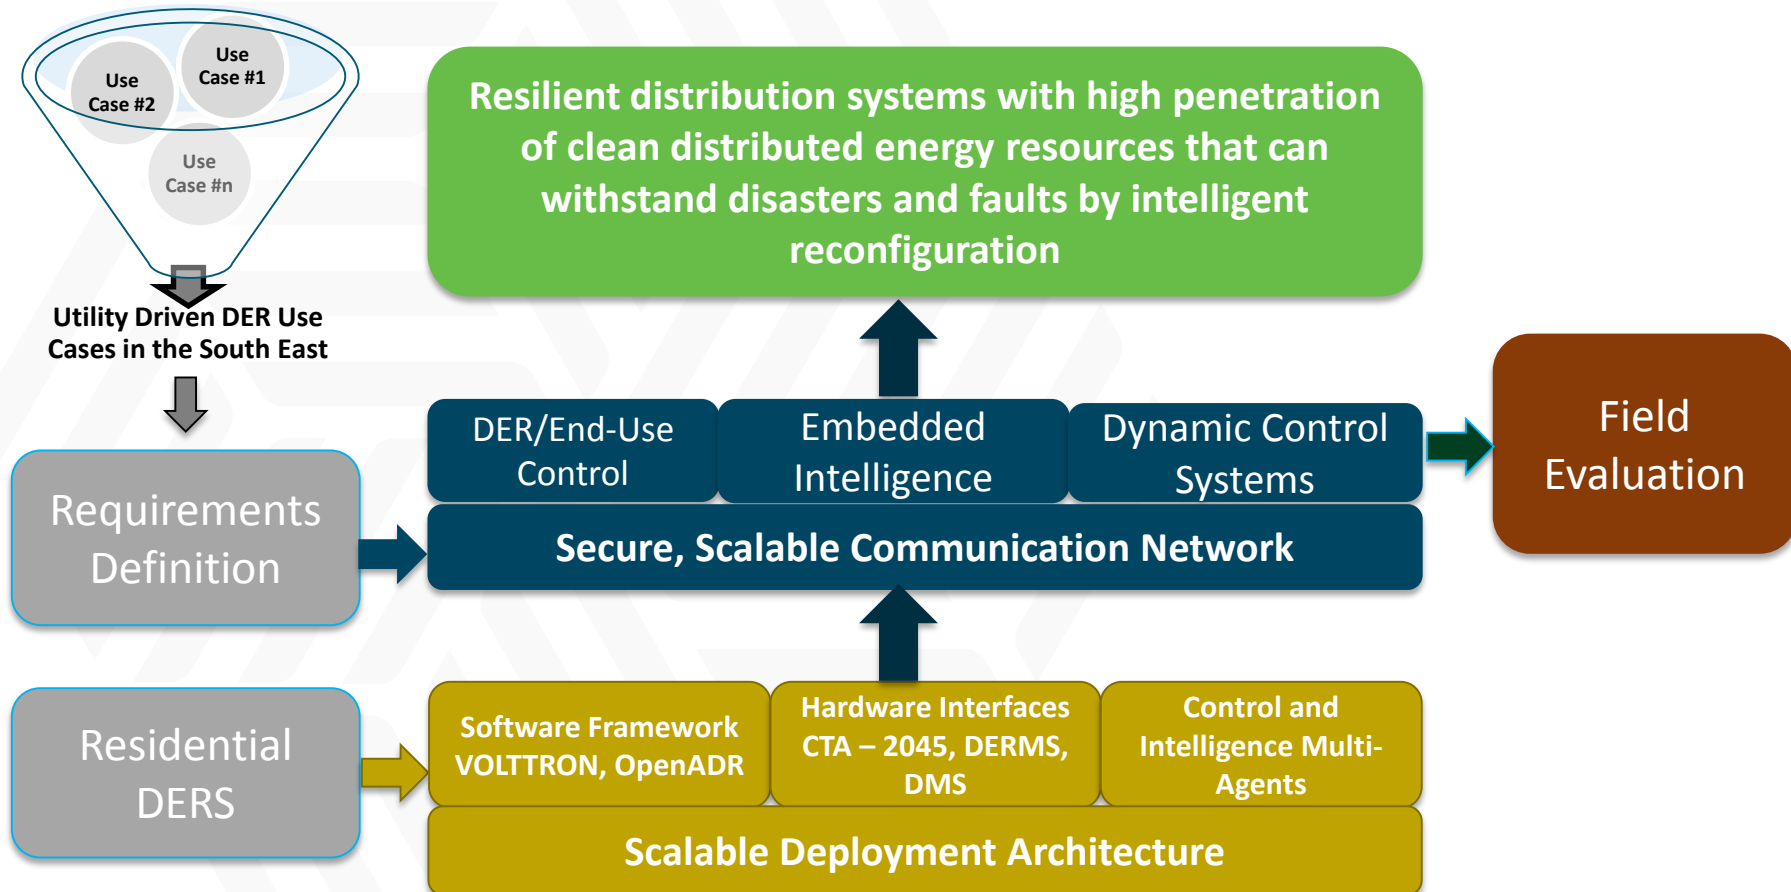 Use
Case #1
Use
Case #2
Use
Case #n
Utility Driven DER Use
Cases in the South East
Requirements
Definition
Residential
DERS
Resilient distribution systems with high penetration
of clean distributed energy resources that can
withstand disasters and faults by intelligent
reconfiguration
DER/End-Use
Control
Embedded
Intelligence
Dynamic Control
Systems
Secure, Scalable Communication Network
Software Framework
VOLTTRON, OpenADR
Hardware Interfaces
CTA – 2045, DERMS,
DMS
Control and
Intelligence Multi-
Agents
Scalable Deployment Architecture
Field
Evaluation